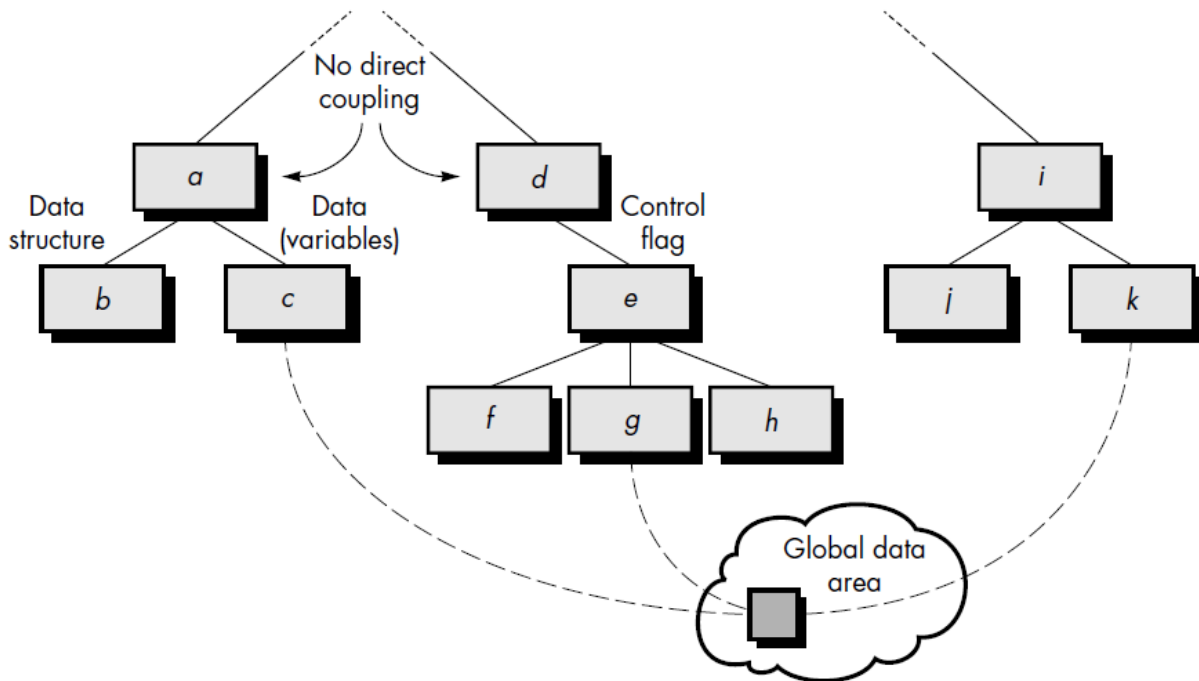 No direct
coupling
a
d
i
Data
structure
Data
(variables)
Control
flag
b
c
e
j
k
f
g
h
Global data
area